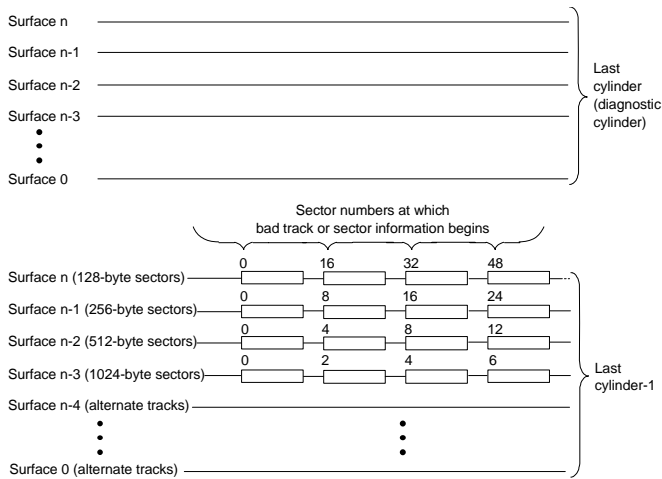 Surface n
Surface n-1
Surface n-2
Surface n-3
Surface 0
Last
cylinder
(diagnostic
cylinder)
Sector numbers at which
bad track or sector information begins
0 16 32 48
Surface n (128-byte sectors)
0 8 16 24
Surface n-1 (256-byte sectors)
0 4 8 12
Surface n-2 (512-byte sectors)
0 2 4 6
Surface n-3 (1024-byte sectors)
Surface n-4 (alternate tracks)
Surface 0 (alternate tracks)
Last
cylinder-1